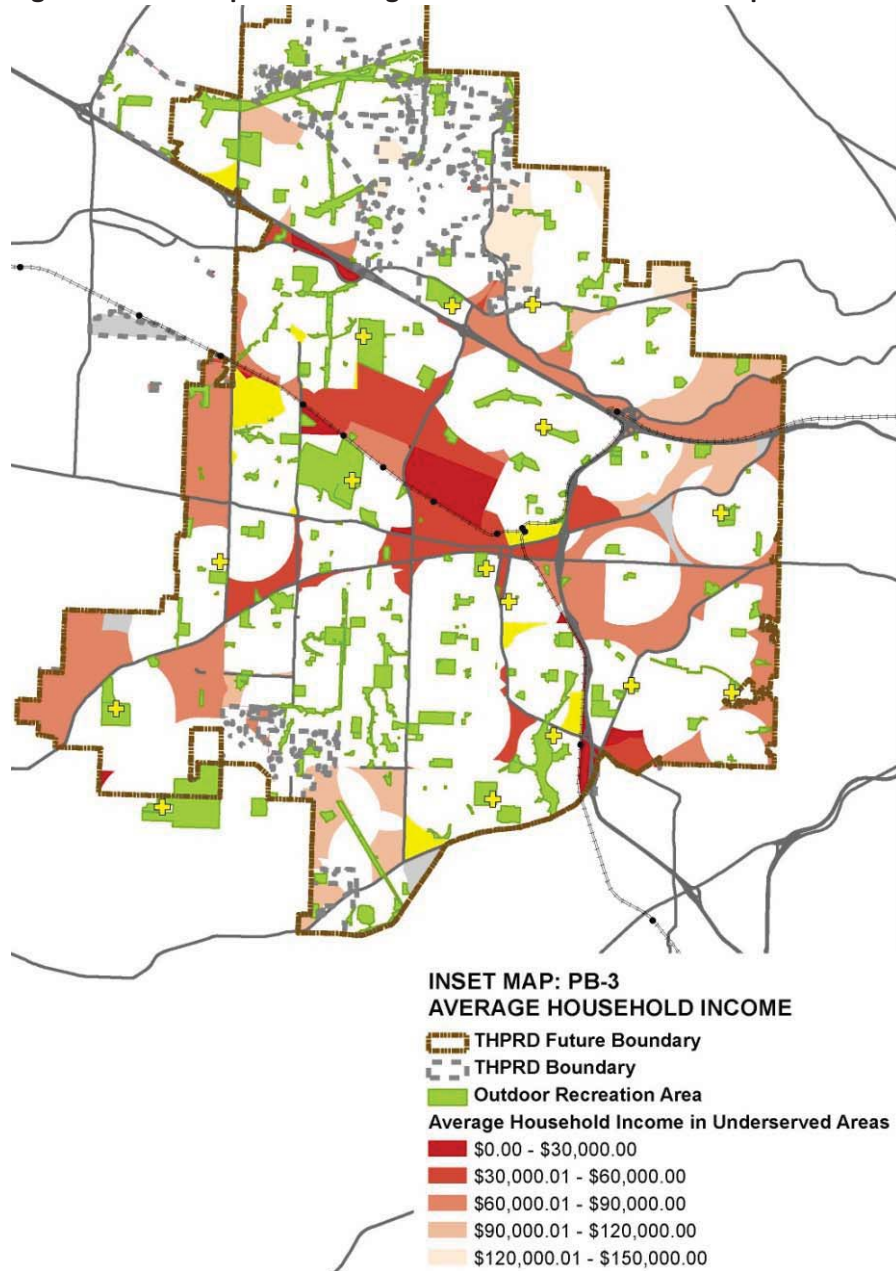 INSET MAP: PB-3
AVERAGE HOUSEHOLD INCOME
THPRD Future Boundary
THPRD Boundary
Outdoor Recreation Area
Average Household Income in Underserved Areas
$0.00 - $30,000.00
$30,000.01 - $60,000.00
$60,000.01 - $90,000.00
$90,000.01 - $120,000.00
$120,000.01 - $150,000.00